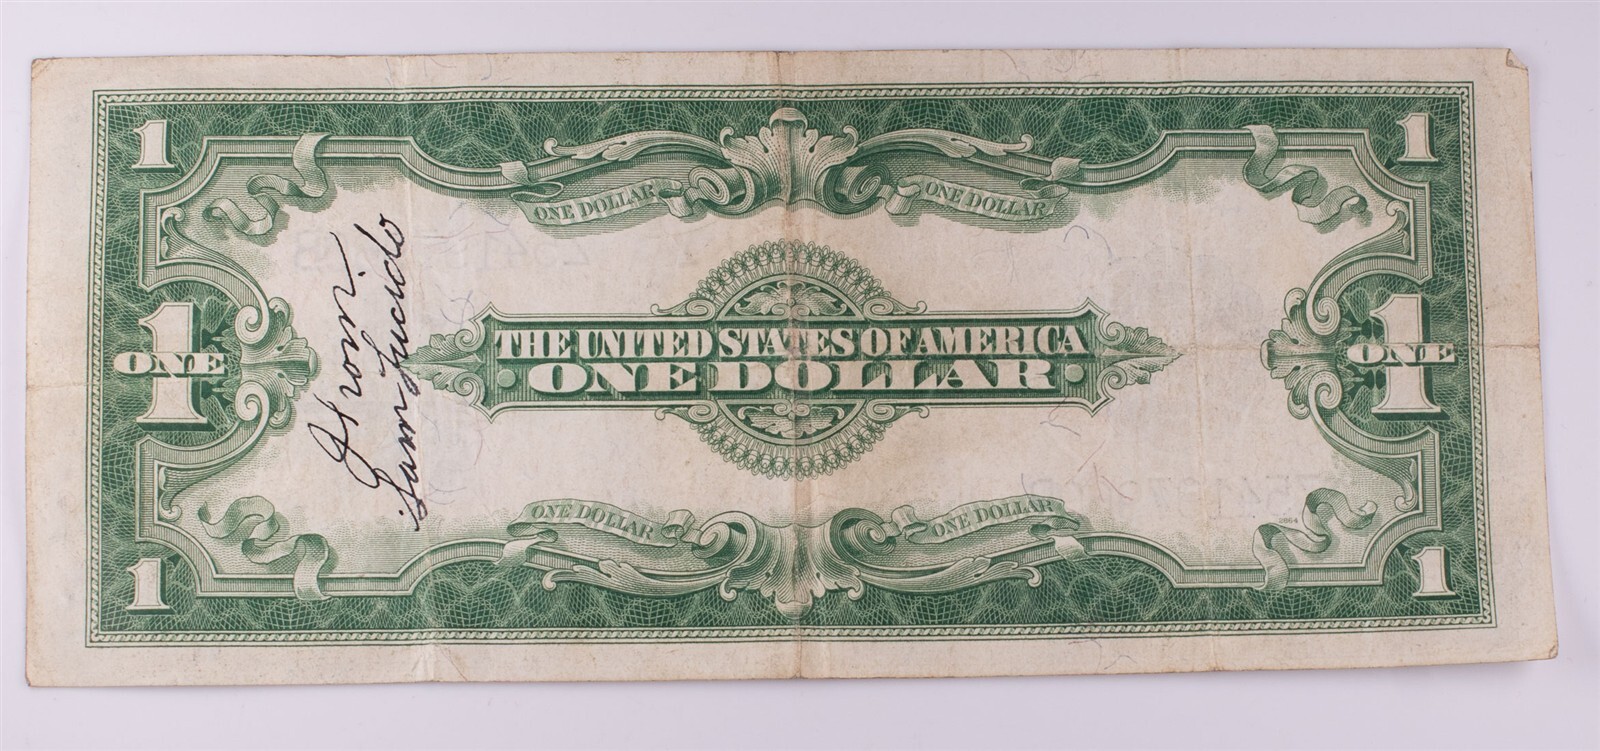 1
1
ONE DOLLAR
ONE DOLLAR
From
Sam Lucido
1
ONE
THE UNITED STATES OF AMERICA
ONE DOLLAR
1
ONE
ONE DOLLAR
ONE DOLLAR
2864
1
1